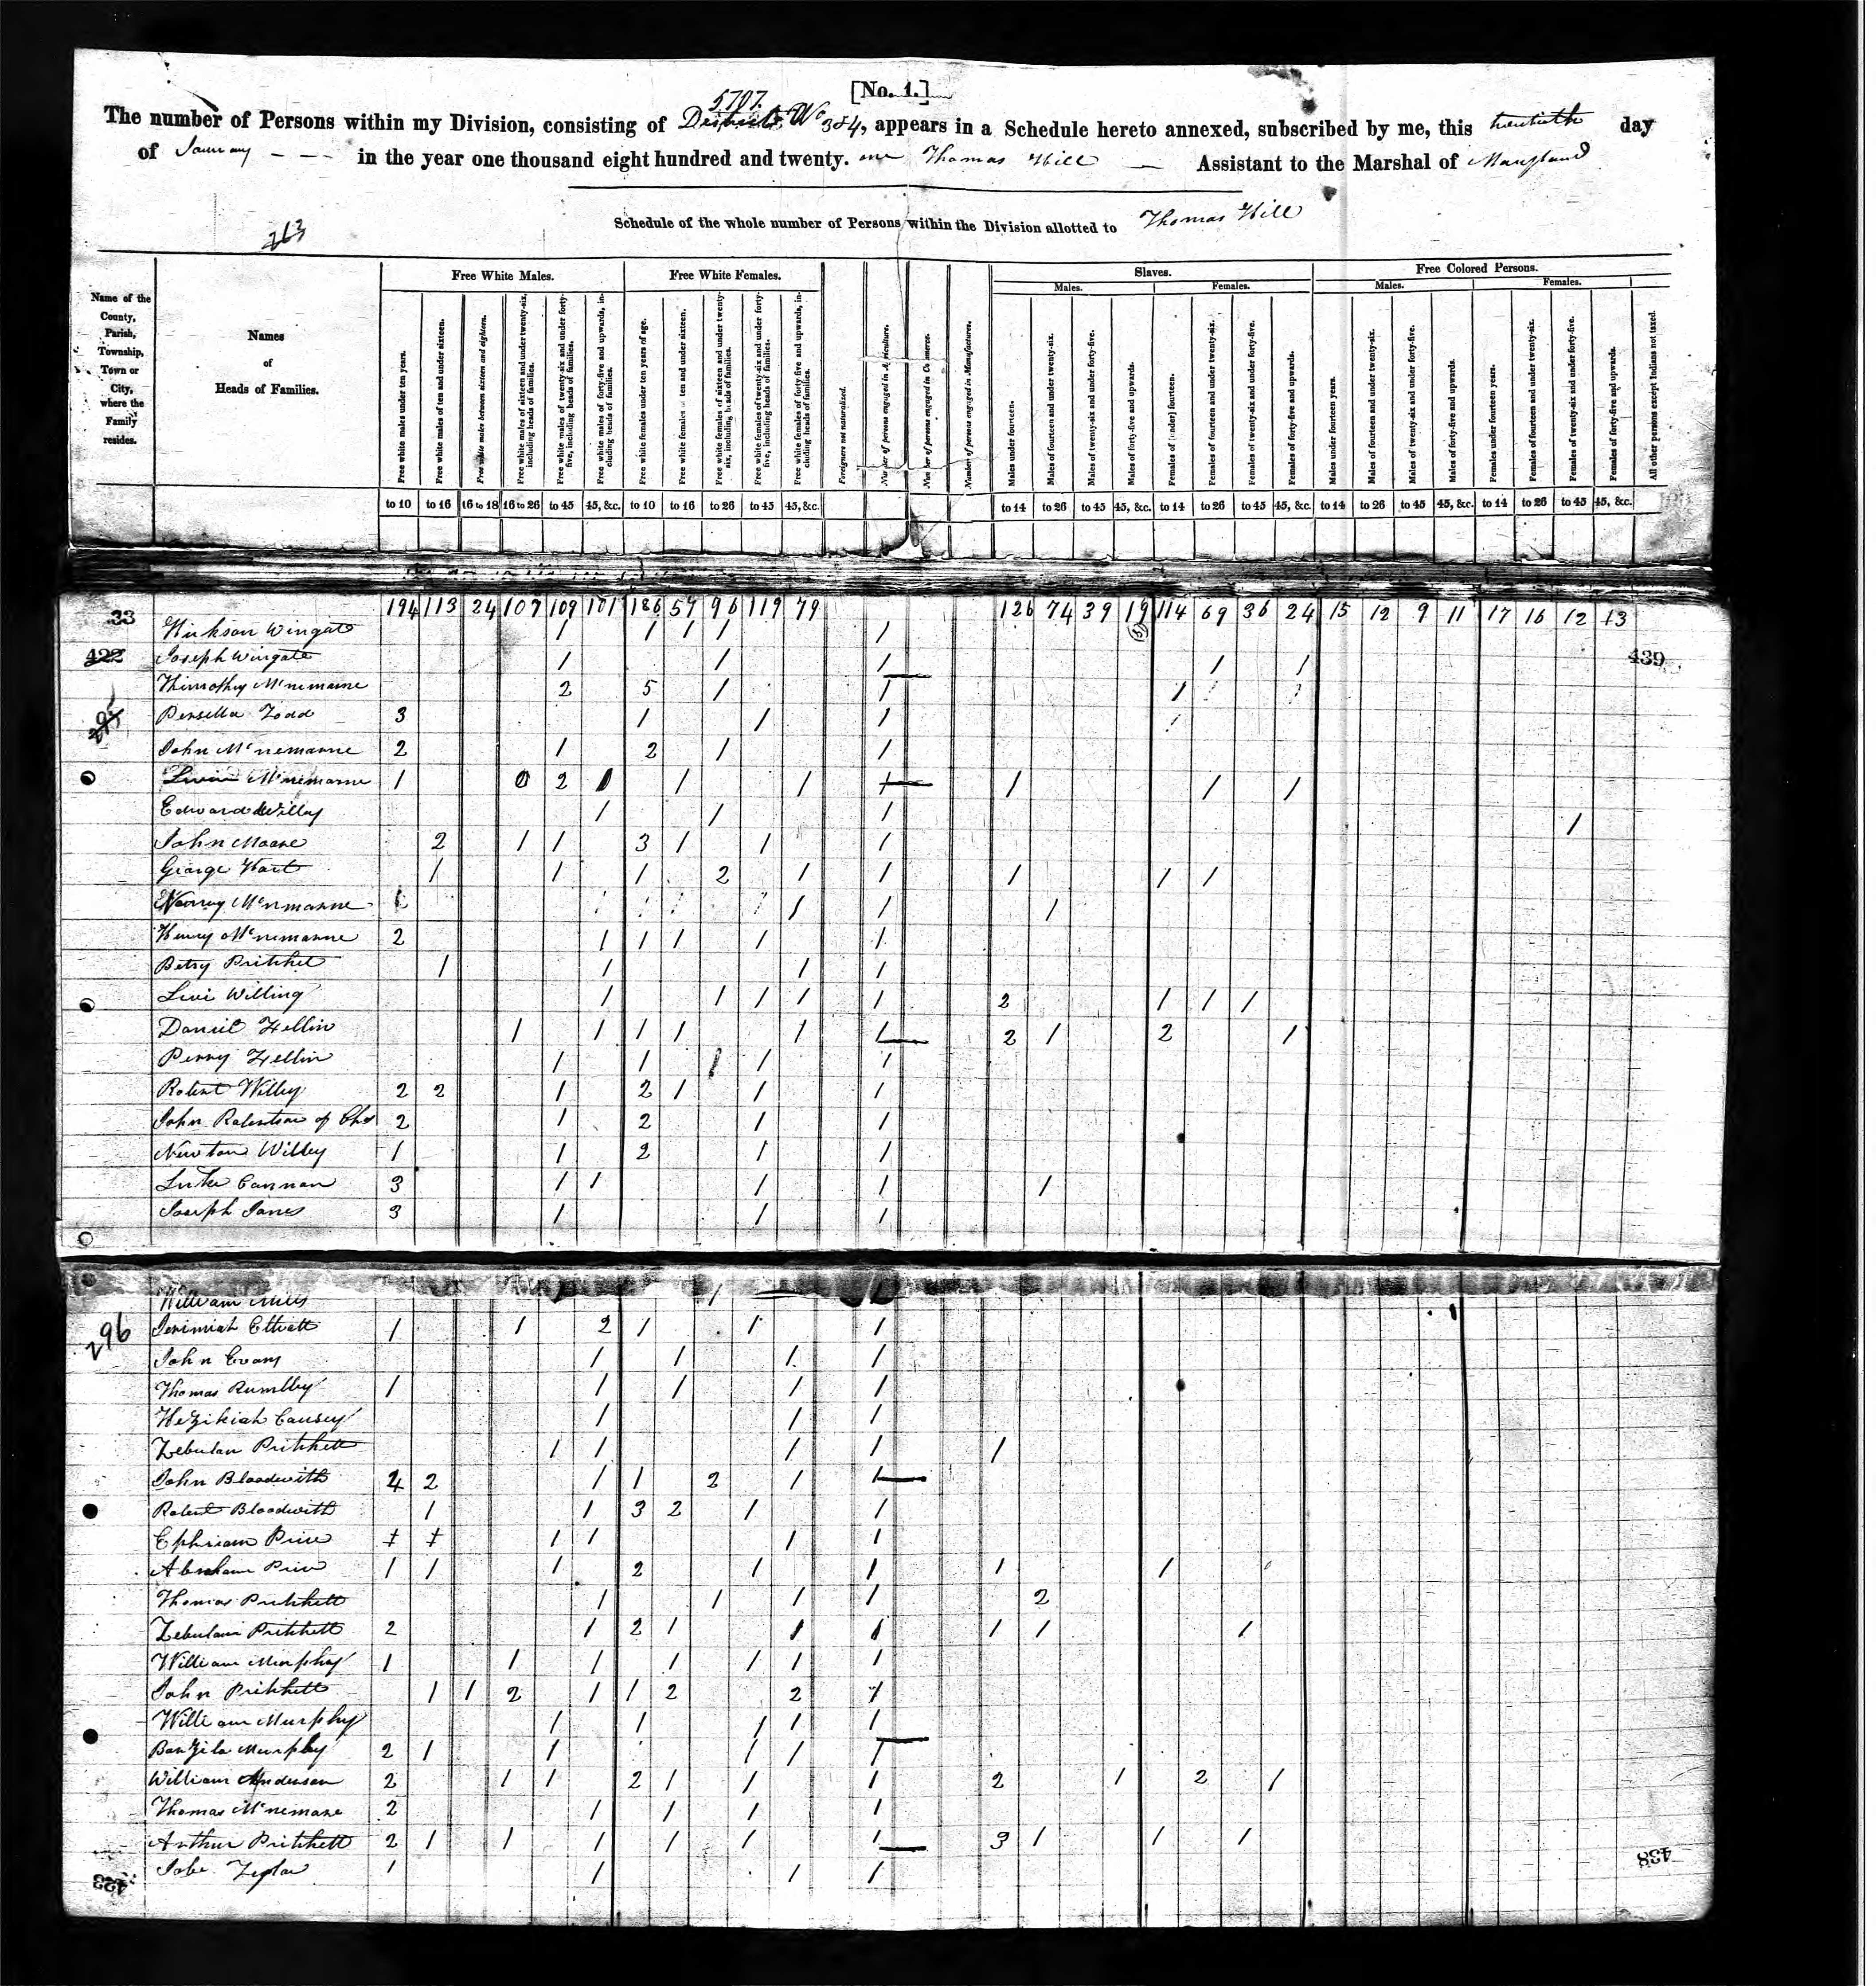 [No. 1.]
5707.
The number of Persons within my Division, consisting of Districts No 3 & 4, appears in a Schedule hereto annexed, subscribed by me, this twentieth day
of January - - - in the year one thousand eight hundred and twenty. one Thomas Hill — Assistant to the Marshal of Maryland
Schedule of the whole number of Persons within the Division allotted to Thomas Hill
263
Name of the County, Parish, Township, Town or City, where the Family resides.
Names of Heads of Families.
Free White Males.
Free White Females.
Slaves.
Free Colored Persons.
Males. Females. Males. Females.
Free white males under ten years.
Free white males of ten and under sixteen.
Free white males between sixteen and eighteen.
Free white males of sixteen and under twenty-six, including heads of families.
Free white males of twenty-six and under forty-five, including heads of families.
Free white males of forty-five and upwards, including heads of families.
Free white females under ten years of age.
Free white females of ten and under sixteen.
Free white females of sixteen and under twenty-six, including heads of families.
Free white females of twenty-six and under forty-five, including heads of families.
Free white females of forty-five and upwards, including heads of families.
Foreigners not naturalized.
Number of persons engaged in Agriculture.
Number of persons engaged in Commerce.
Number of persons engaged in Manufactures.
Males under fourteen.
Males of fourteen and under twenty-six.
Males of twenty-six and under forty-five.
Males of forty-five and upwards.
Females of [under] fourteen.
Females of fourteen and under twenty-six.
Females of twenty-six and under forty-five.
Females of forty-five and upwards.
Males under fourteen years.
Males of fourteen and under twenty-six.
Males of twenty-six and under forty-five.
Males of forty-five and upwards.
Females under fourteen years.
Females of fourteen and under twenty-six.
Females of twenty-six and under forty-five.
Females of forty-five and upwards.
All other persons except Indians not taxed.
to 10 to 16 16 to 18 16 to 26 to 45 45, &c. to 10 to 16 to 26 to 45 45, &c. to 14 to 26 to 45 45, &c. to 14 to 26 to 45 45, &c. to 14 to 26 to 45 45, &c. to 14 to 26 to 45 45, &c.
33 194 113 24 107 109 101 186 57 96 119 79 126 74 39 19 114 69 36 24 15 12 9 11 17 16 12 13
Hickson Wingate 1 1 1 1 1
422 Joseph Wingate 1 1 1 1 1 439
Thimothy Mcnemarre 2 5 1 1 1
295 Persilla Todd 3 1 1 1
John Mcnemarre 2 1 2 1 1
Mcnemarre 1 0 2 1 1 1 1 1 1 1
Edward Willey 1 1 1 1
John Moore 2 1 1 3 1 1 1
George Hart 1 1 1 2 1 1 1 1 1
Nancy Mcnmarre 1 1 1
Henry Mcnemarre 2 1 1 1 1 1
Betsy Pritchet 1 1 1 1
Levi Willing 1 1 1 1 1 2 1 1 1
Daniel Hellin 1 1 1 1 1 1 2 1 2 1
Perry Hellin 1 1 1 1 1
Robert Willey 2 2 1 2 1 1 1
John Robertson of Chs 2 1 2 1 1
Newton Willey 1 1 2 1 1
Luther Cannan 3 1 1 1 1 1
Joseph Jones 3 1 1 1
William Mills 1 1 1
296 Jerimiah Elliott 1 1 2 1 1 1
John Evans 1 1 1 1
Thomas Rumbley 1 1 1 1 1
Hezikiah Causey 1 1 1
Zebulan Pritchett 1 1 1 1 1
John Bloodwith 4 2 1 1 2 1 1
Robert Bloodwith 1 1 3 2 1 1
Ephriam Price 1 1 1 1
Abraham Price 1 1 1 2 1 1 1 1
Thomas Pritchett 1 1 1 1 2
Zebulain Pritchett 2 1 2 1 1 1 1 1 1
William Murphy 1 1 1 1 1 1 1
John Pritchett 1 1 2 1 1 2 2 1
William Murphy 1 1 1 1 1
Barzila Murphy 2 1 1 1 1 1
William Anderson 2 1 1 2 1 1 1 2 1 2 1
Thomas Mcnemare 2 1 1 1 1
Arthur Pritchett 2 1 1 1 1 1 1 3 1 1 1
Jobe 1 1 1 1
423 438